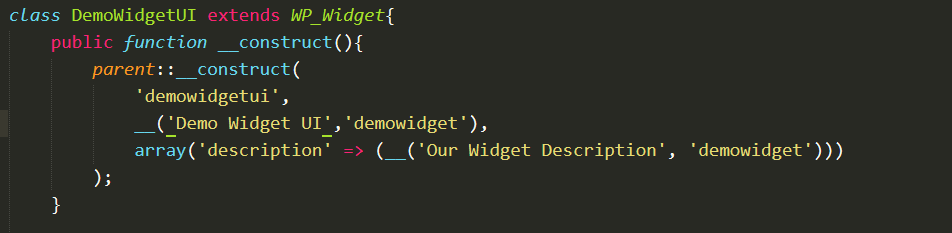 class DemoWidgetUI extends WP_Widget{
public function __construct(){
parent::__construct(
'demowidgetui',
__('Demo Widget UI','demowidget'),
array('description' => (__('Our Widget Description', 'demowidget')))
);
}